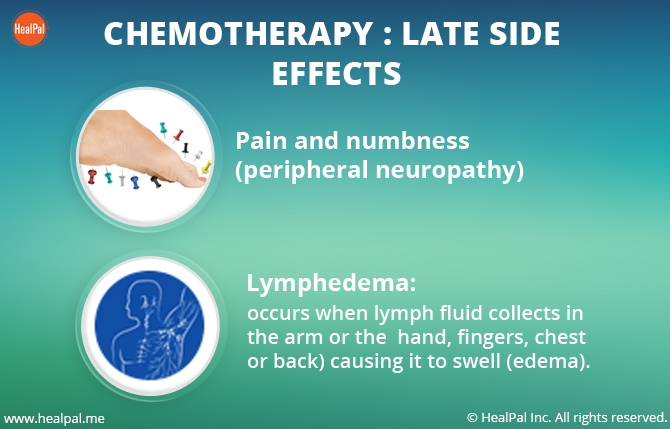 HealPal
CHEMOTHERAPY : LATE SIDE
EFFECTS
Pain and numbness
(peripheral neuropathy)
Lymphedema:
occurs when lymph fluid collects in
the arm or the hand, fingers, chest
or back) causing it to swell (edema).
www.healpal.me
© HealPal Inc. All rights reserved.